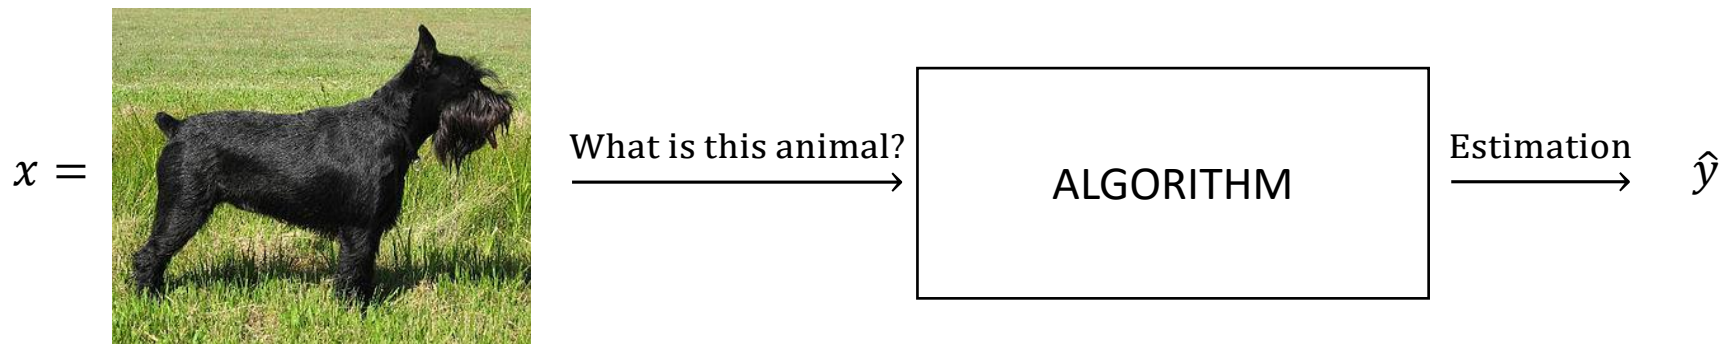 x =
What is this animal?
ALGORITHM
Estimation
ŷ